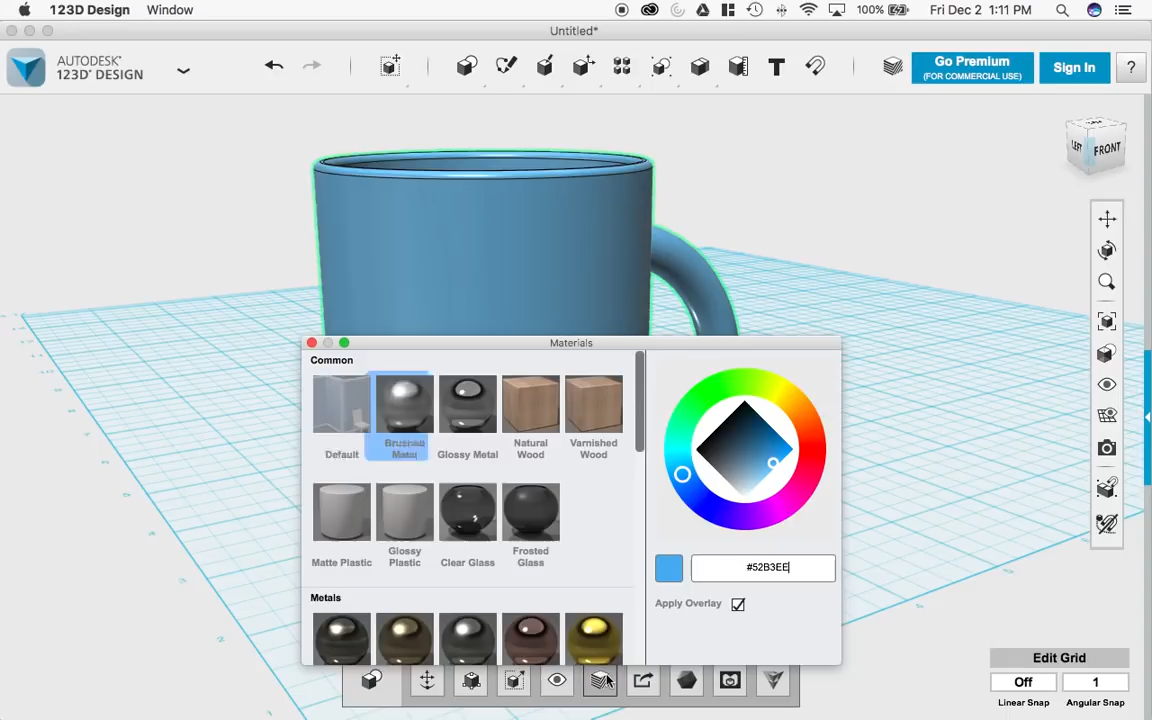 123D Design Window 100% Fri Dec 2 1:11 PM
Untitled*
AUTODESK®
123D® DESIGN
Go Premium
(FOR COMMERCIAL USE)
Sign In
?
LEFT
FRONT
Materials
Common
Default
Brushed
Metal
Glossy Metal
Natural
Wood
Varnished
Wood
Matte Plastic
Glossy
Plastic
Clear Glass
Frosted
Glass
#52B3EE
Apply Overlay
Metals
Edit Grid
Off
1
Linear Snap
Angular Snap